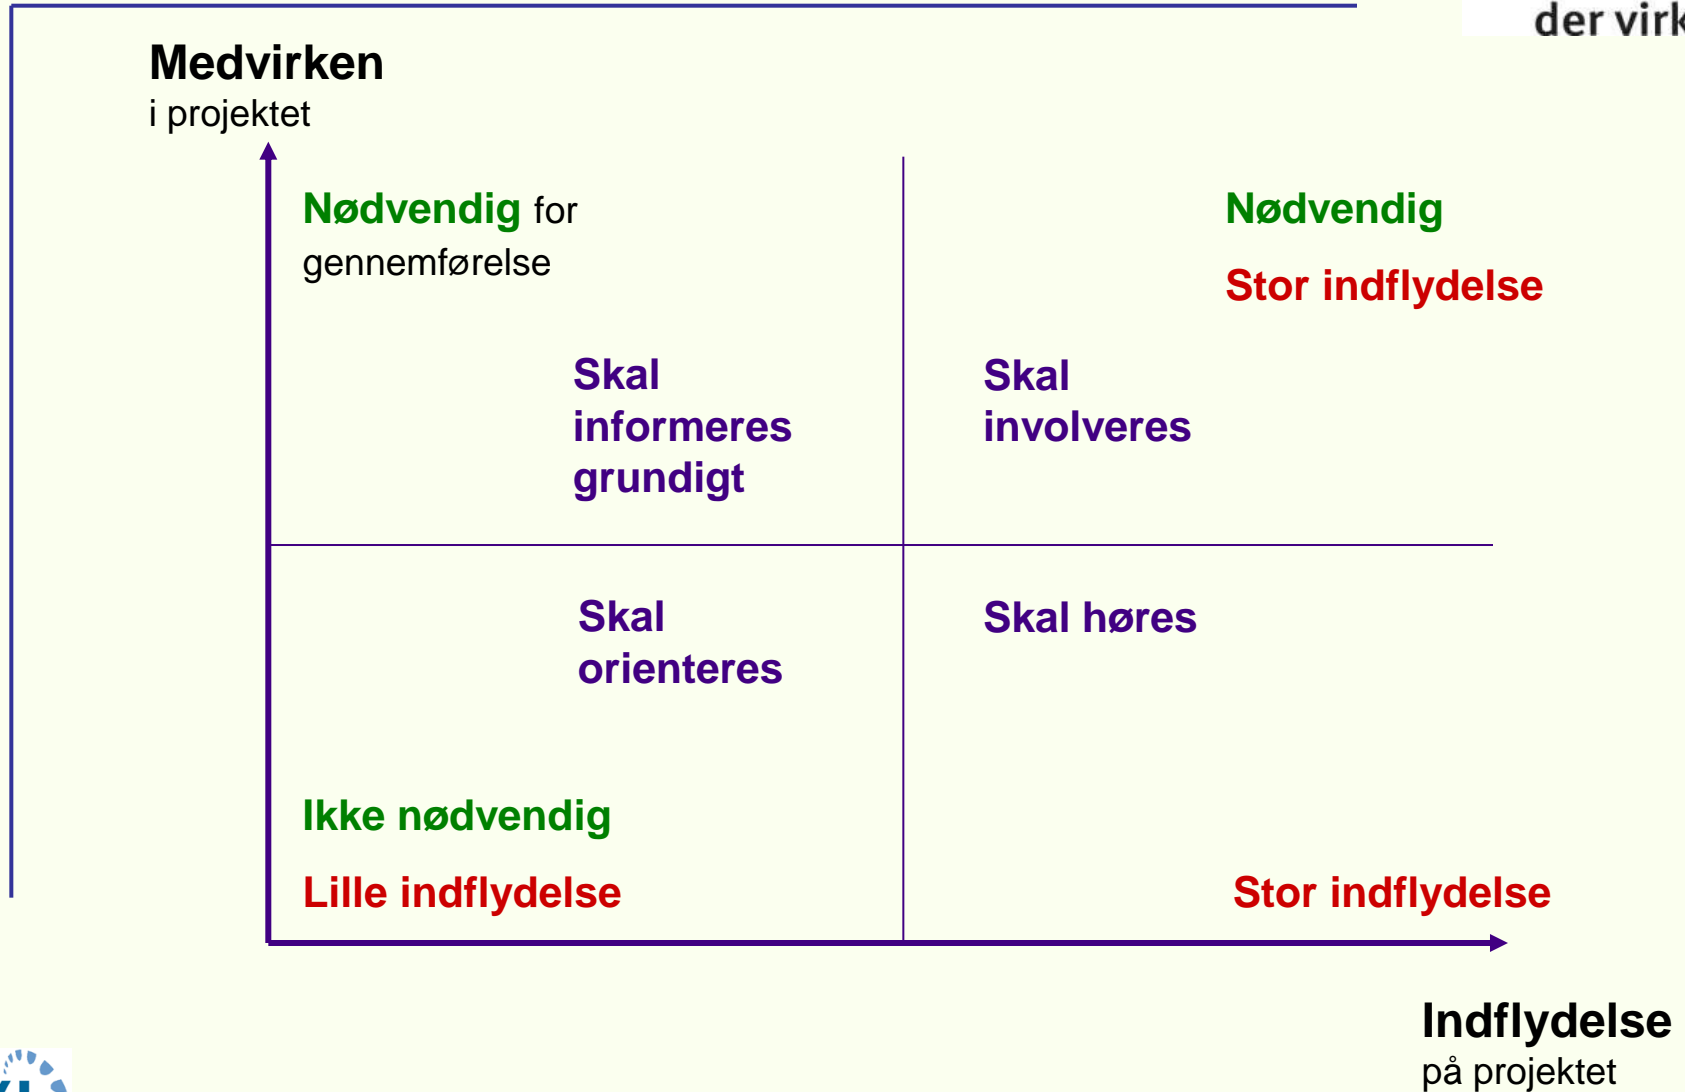 der virk
Medvirken
i projektet
Nødvendig for
gennemførelse
Nødvendig
Stor indflydelse
Skal
informeres
grundigt
Skal
involveres
Skal
orienteres
Skal høres
Ikke nødvendig
Lille indflydelse
Stor indflydelse
Indflydelse
på projektet